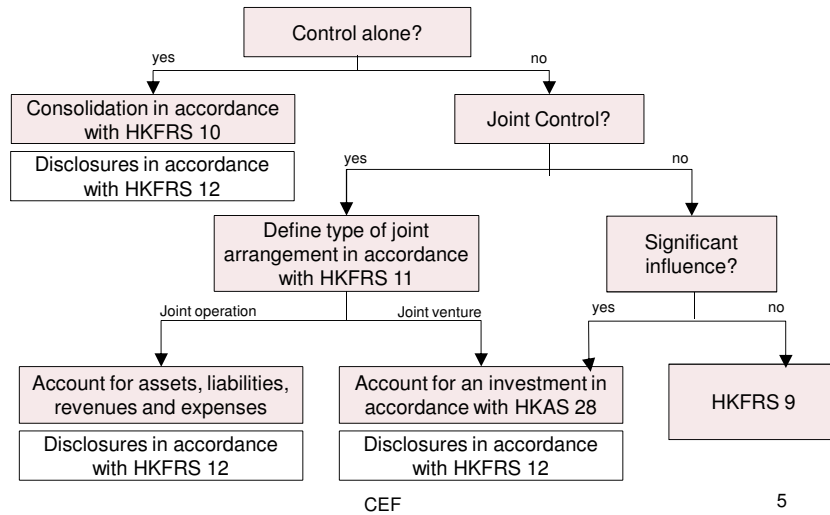 Control alone?
yes
no
Consolidation in accordance
with HKFRS 10
Disclosures in accordance
with HKFRS 12
Joint Control?
yes
no
Define type of joint
arrangement in accordance
with HKFRS 11
Significant
influence?
Joint operation
Joint venture
yes
no
Account for assets, liabilities,
revenues and expenses
Disclosures in accordance
with HKFRS 12
Account for an investment in
accordance with HKAS 28
Disclosures in accordance
with HKFRS 12
HKFRS 9
CEF
5